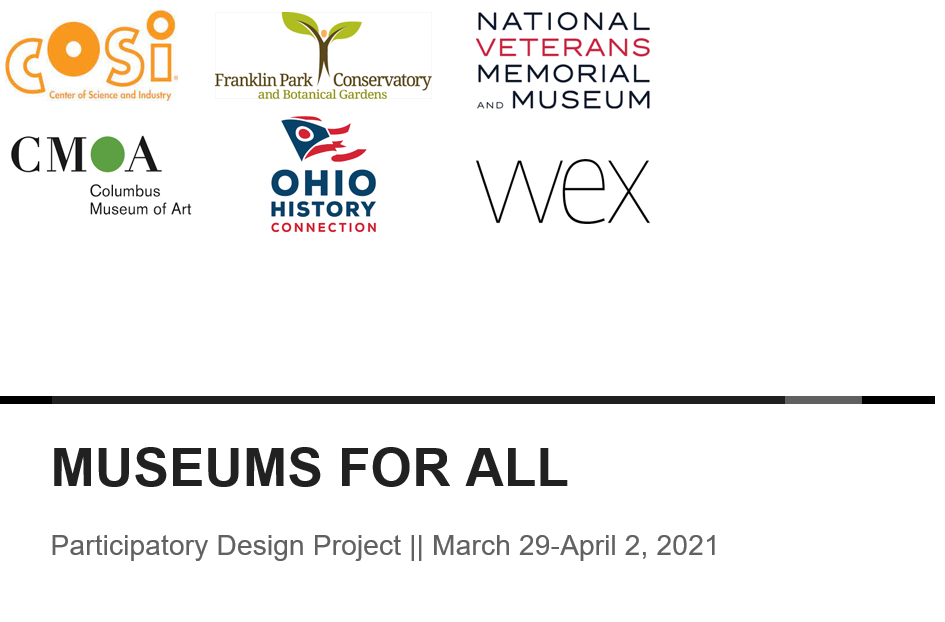 cosi
Center of Science and Industry
Franklin Park Conservatory
and Botanical Gardens
NATIONAL
VETERANS
MEMORIAL
AND MUSEUM
CMOA
Columbus
Museum of Art
OHIO
HISTORY
CONNECTION
wex
MUSEUMS FOR ALL
Participatory Design Project || March 29-April 2, 2021